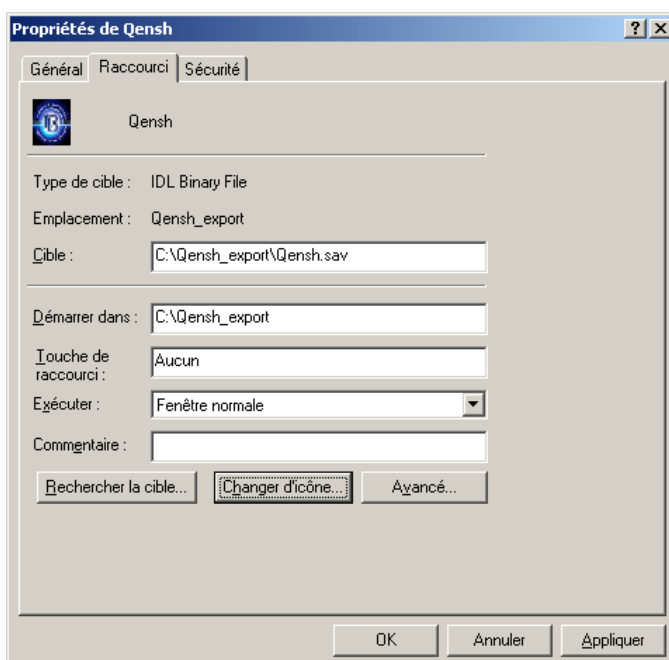 Propriétés de Qensh
Général Raccourci Sécurité
Qensh
Type de cible : IDL Binary File
Emplacement : Qensh_export
Cible : C:\Qensh_export\Qensh.sav
Démarrer dans : C:\Qensh_export
Touche de
raccourci : Aucun
Exécuter : Fenêtre normale
Commentaire :
Rechercher la cible... Changer d'icône... Avancé...
OK Annuler Appliquer